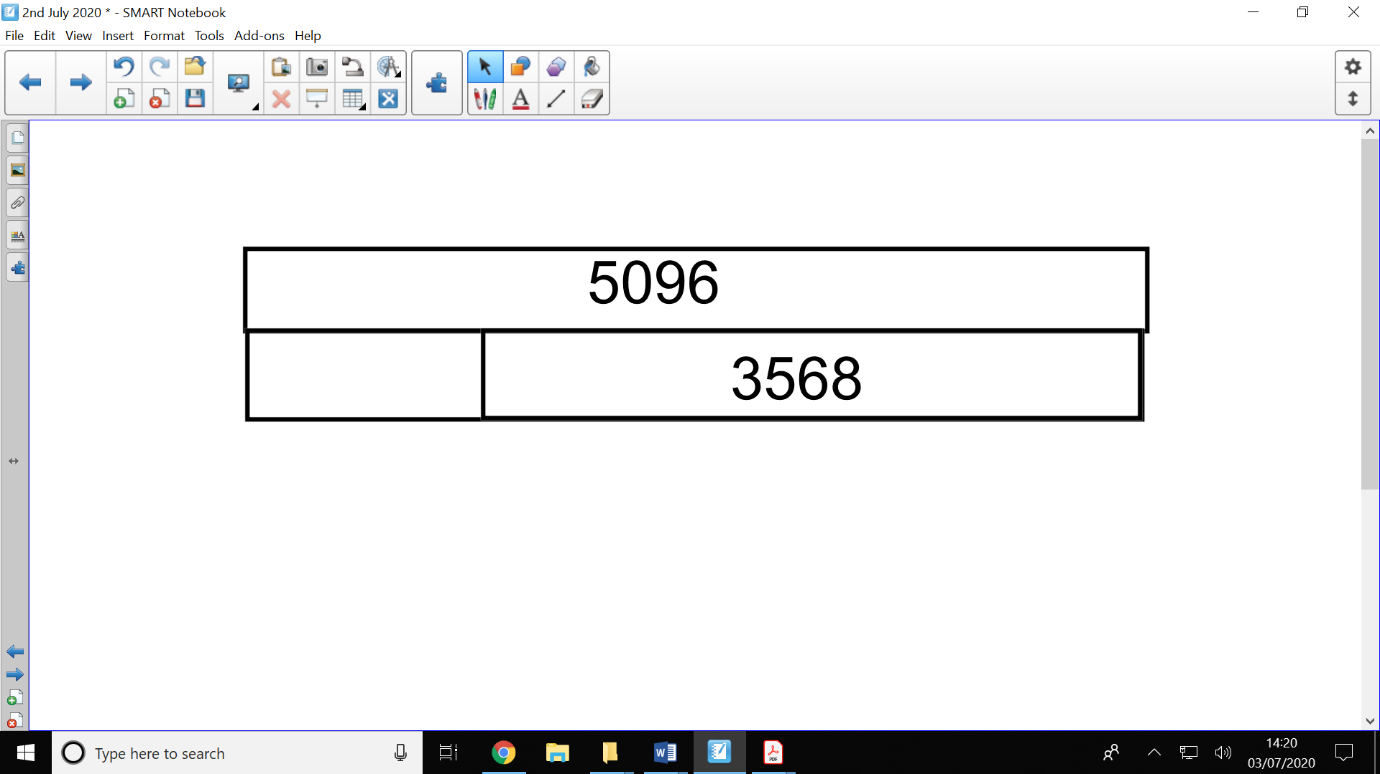 2nd July 2020 * - SMART Notebook
File Edit View Insert Format Tools Add-ons Help
5096
3568
Type here to search
14:20
03/07/2020